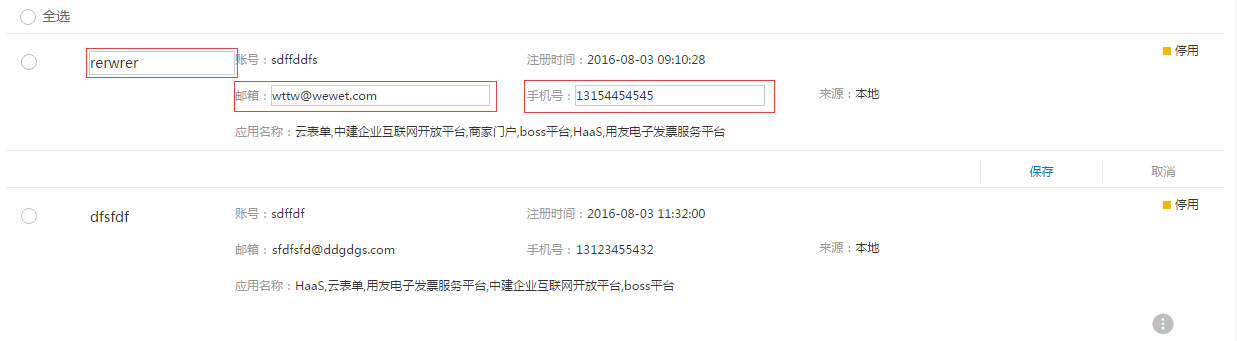 全选
rerwrer 账号：sdffddfs 注册时间：2016-08-03 09:10:28 停用
邮箱：wttw@wewet.com 手机号：13154454545 来源：本地
应用名称：云表单,中建企业互联网开放平台,商家门户,boss平台,HaaS,用友电子发票服务平台
保存 取消
dfsfdf 账号：sdffdf 注册时间：2016-08-03 11:32:00 停用
邮箱：sfdfsfd@ddgdgs.com 手机号：13123455432 来源：本地
应用名称：HaaS,云表单,用友电子发票服务平台,中建企业互联网开放平台,boss平台